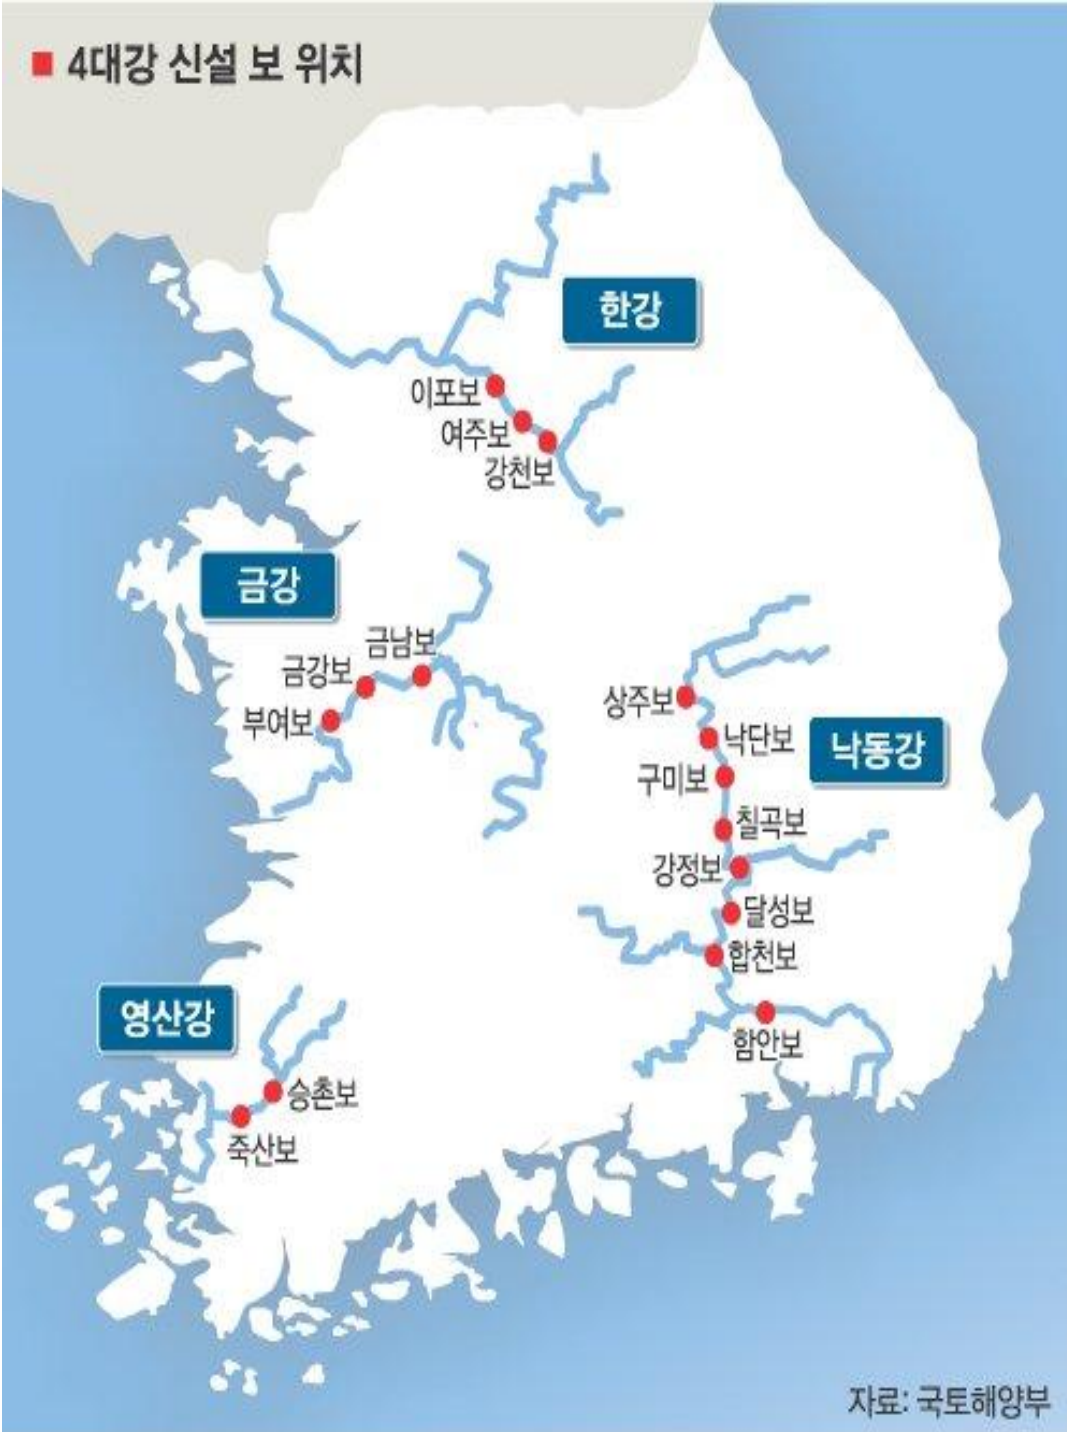 ■ 4대강 신설 보 위치
한강
이포보
여주보
강천보
금강
금남보
금강보
부여보
상주보
낙단보
낙동강
구미보
칠곡보
강정보
달성보
합천보
함안보
영산강
승촌보
죽산보
자료: 국토해양부